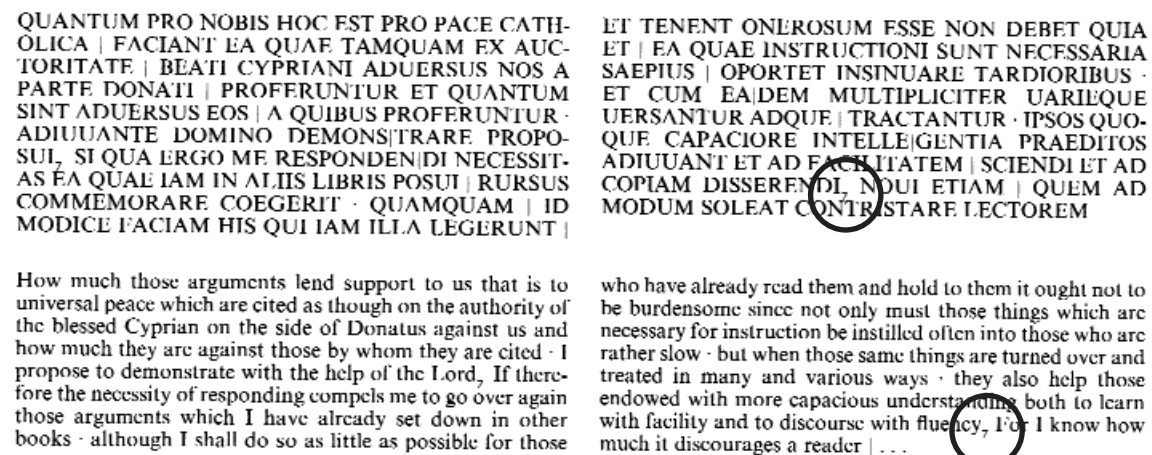 QUANTUM PRO NOBIS HOC EST PRO PACE CATH-
OLICA | FACIANT EA QUAE TAMQUAM EX AUC-
TORITATE | BEATI CYPRIANI ADUERSUS NOS A
PARTE DONATI | PROFERUNTUR ET QUANTUM
SINT ADUERSUS EOS | A QUIBUS PROFERUNTUR ·
ADIUUANTE DOMINO DEMONS|TRARE PROPO-
SUI, SI QUA ERGO ME RESPONDEN|DI NECESSIT-
AS EA QUAE IAM IN ALIIS LIBRIS POSUI | RURSUS
COMMEMORARE COEGERIT · QUAMQUAM | ID
MODICE FACIAM HIS QUI IAM ILLA LEGERUNT |
ET TENENT ONEROSUM ESSE NON DEBET QUIA
ET | EA QUAE INSTRUCTIONI SUNT NECESSARIA
SAEPIUS | OPORTET INSINUARE TARDIORIBUS ·
ET CUM EA|DEM MULTIPLICITER UARIEQUE
UERSANTUR ADQUE | TRACTANTUR · IPSOS QUO-
QUE CAPACIORE INTELLE|GENTIA PRAEDITOS
ADIUUANT ET AD FACILITATEM | SCIENDI ET AD
COPIAM DISSERENDI, NOUI ETIAM | QUEM AD
MODUM SOLEAT CONTRISTARE LECTOREM
How much those arguments lend support to us that is to
universal peace which are cited as though on the authority of
the blessed Cyprian on the side of Donatus against us and
how much they are against those by whom they are cited · I
propose to demonstrate with the help of the Lord, If there-
fore the necessity of responding compels me to go over again
those arguments which I have already set down in other
books · although I shall do so as little as possible for those
who have already read them and hold to them it ought not to
be burdensome since not only must those things which are
necessary for instruction be instilled often into those who are
rather slow · but when those same things are turned over and
treated in many and various ways · they also help those
endowed with more capacious understanding both to learn
with facility and to discourse with fluency, For I know how
much it discourages a reader | . . .